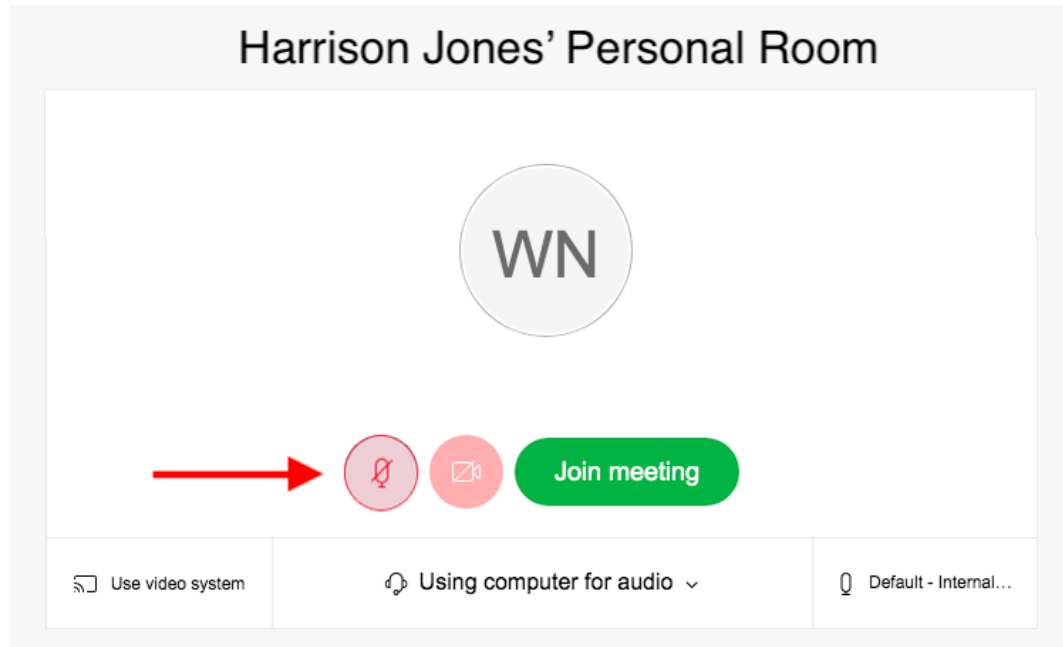 Harrison Jones’ Personal Room
WN
Join meeting
Use video system
Using computer for audio
Default - Internal...